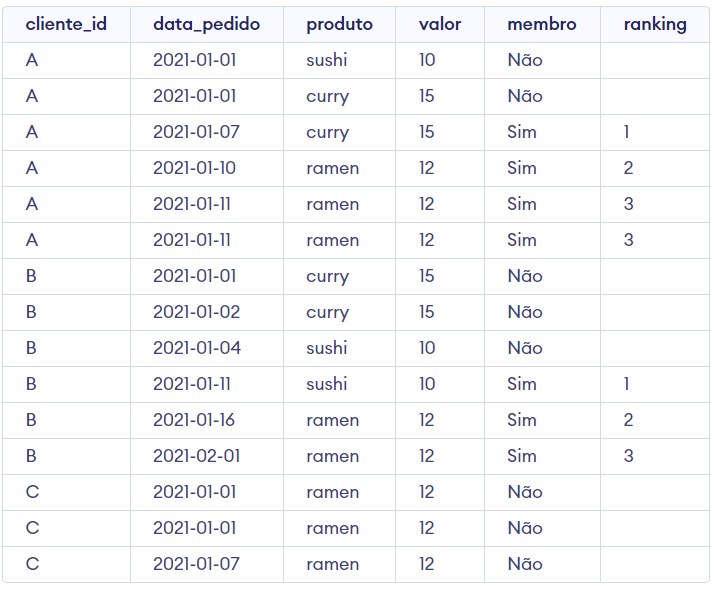 cliente_id data_pedido produto valor membro ranking
A 2021-01-01 sushi 10 Não
A 2021-01-01 curry 15 Não
A 2021-01-07 curry 15 Sim 1
A 2021-01-10 ramen 12 Sim 2
A 2021-01-11 ramen 12 Sim 3
A 2021-01-11 ramen 12 Sim 3
B 2021-01-01 curry 15 Não
B 2021-01-02 curry 15 Não
B 2021-01-04 sushi 10 Não
B 2021-01-11 sushi 10 Sim 1
B 2021-01-16 ramen 12 Sim 2
B 2021-02-01 ramen 12 Sim 3
C 2021-01-01 ramen 12 Não
C 2021-01-01 ramen 12 Não
C 2021-01-07 ramen 12 Não